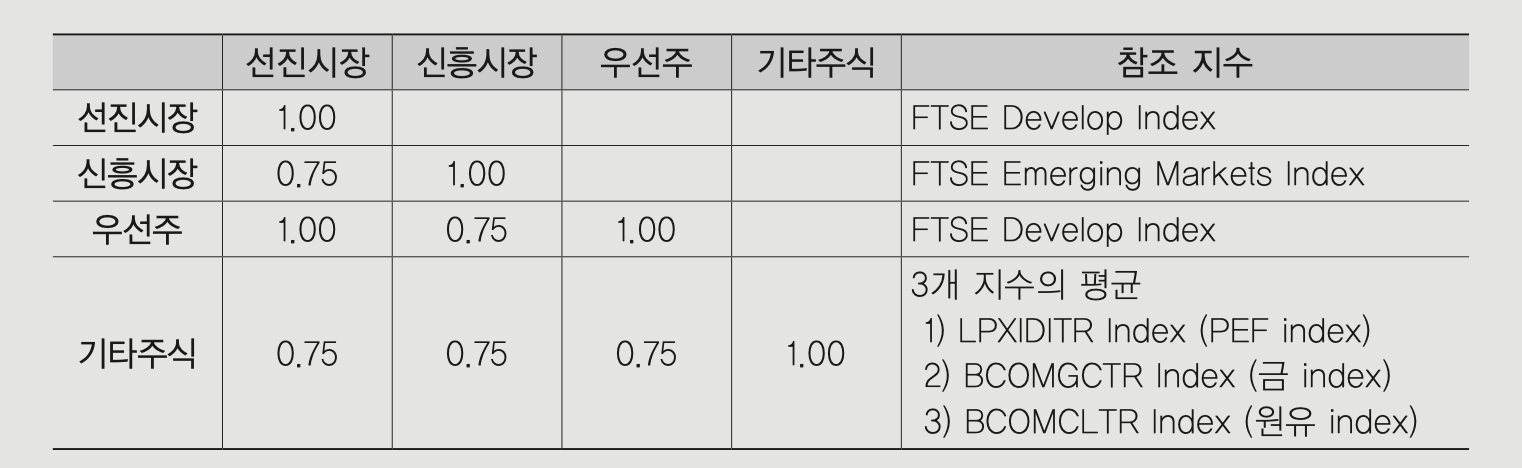 선진시장 신흥시장 우선주 기타주식 참조 지수
선진시장 1.00 FTSE Develop Index
신흥시장 0.75 1.00 FTSE Emerging Markets Index
우선주 1.00 0.75 1.00 FTSE Develop Index
기타주식 0.75 0.75 0.75 1.00 3개 지수의 평균
1) LPXIDITR Index (PEF index)
2) BCOMGCTR Index (금 index)
3) BCOMCLTR Index (원유 index)